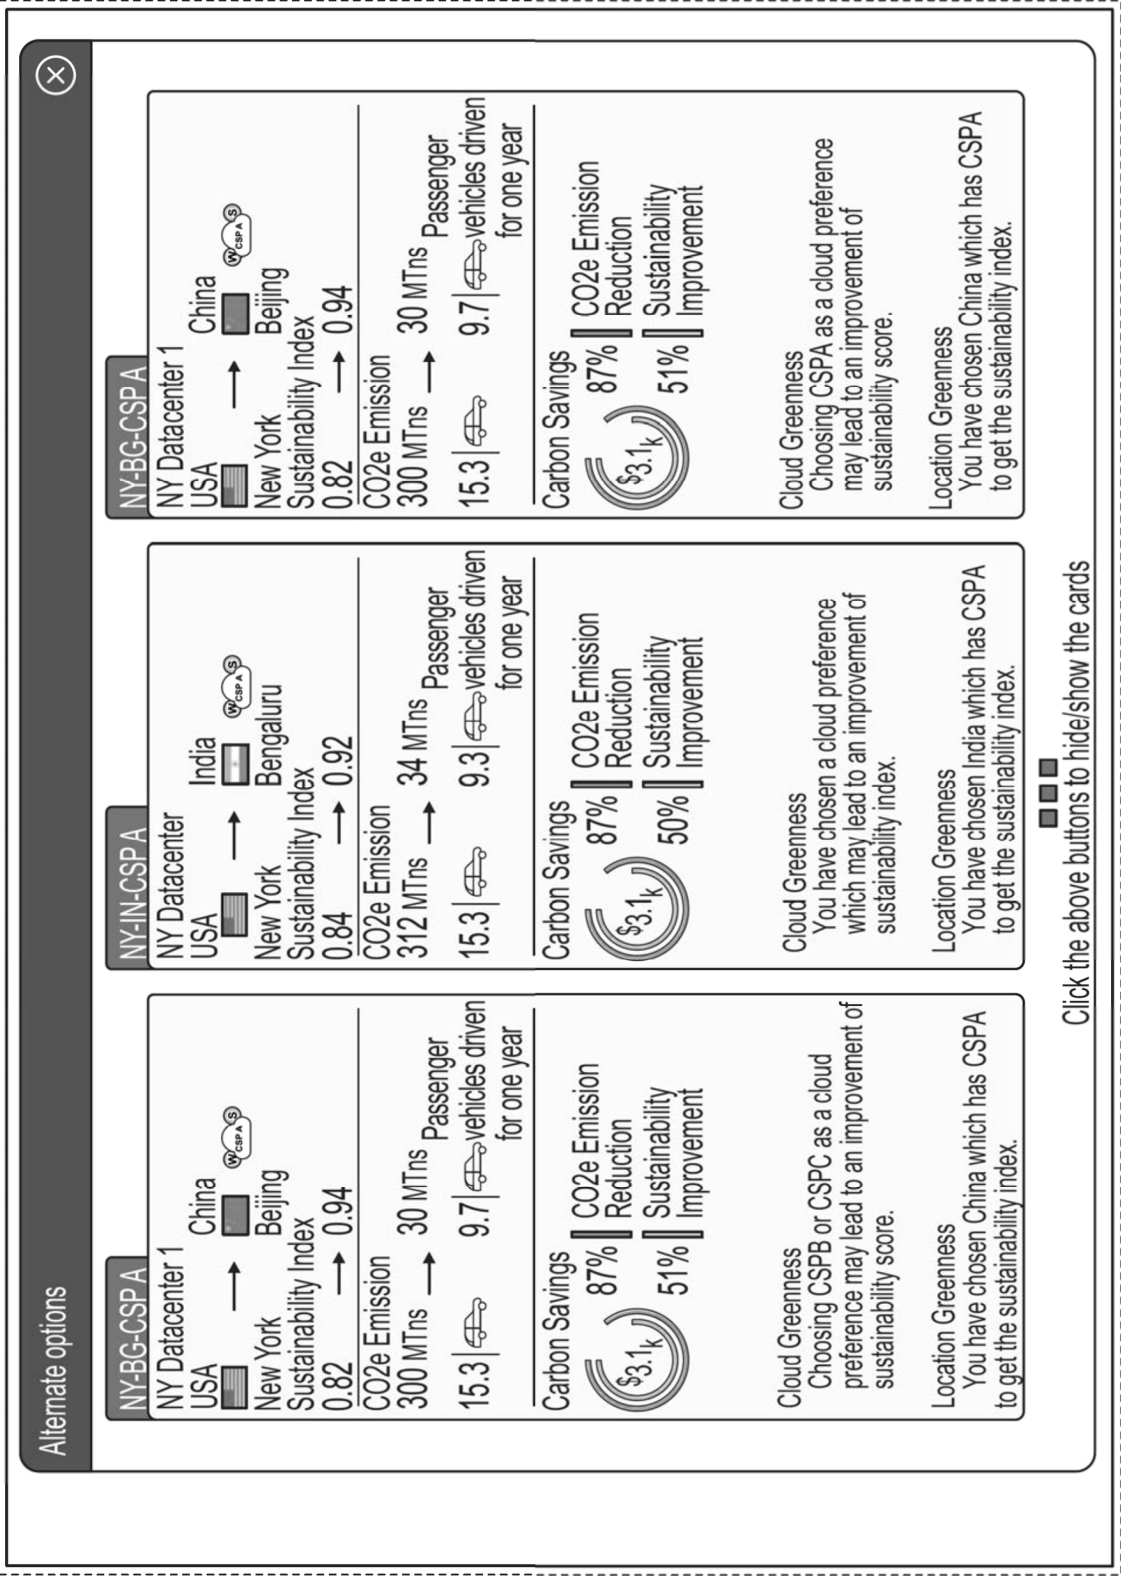 Alternate options
NY-BG-CSP A
NY Datacenter 1
USA China
W CSP A S
New York Beijing
Sustainability Index
0.82 0.94
CO2e Emission
300 MTns 30 MTns
Passenger
15.3 9.7 vehicles driven
for one year
Carbon Savings
87% CO2e Emission
Reduction
$3.1k
51% Sustainability
Improvement
Cloud Greenness
Choosing CSPB or CSPC as a cloud
preference may lead to an improvement of
sustainability score.
Location Greenness
You have chosen China which has CSPA
to get the sustainability index.
NY-IN-CSP A
NY Datacenter
USA India
W CSP A S
New York Bengaluru
Sustainability Index
0.84 0.92
CO2e Emission
312 MTns 34 MTns
Passenger
15.3 9.3 vehicles driven
for one year
Carbon Savings
87% CO2e Emission
Reduction
$3.1k
50% Sustainability
Improvement
Cloud Greenness
You have chosen a cloud preference
which may lead to an improvement of
sustainability index.
Location Greenness
You have chosen India which has CSPA
to get the sustainability index.
NY-BG-CSP A
NY Datacenter 1
USA China
W CSP A S
New York Beijing
Sustainability Index
0.82 0.94
CO2e Emission
300 MTns 30 MTns
Passenger
15.3 9.7 vehicles driven
for one year
Carbon Savings
87% CO2e Emission
Reduction
$3.1k
51% Sustainability
Improvement
Cloud Greenness
Choosing CSPA as a cloud preference
may lead to an improvement of
sustainability score.
Location Greenness
You have chosen China which has CSPA
to get the sustainability index.
Click the above buttons to hide/show the cards